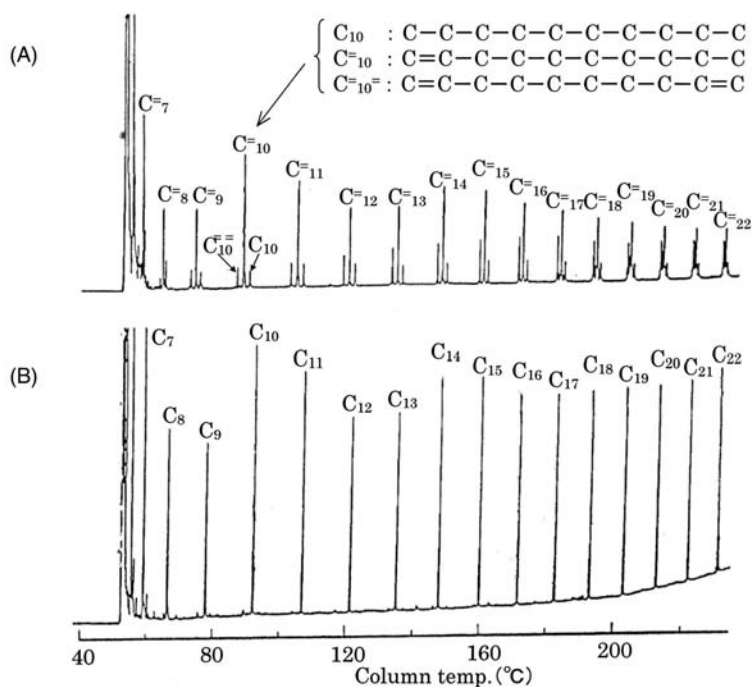 (A)
C₁₀ : C–C–C–C–C–C–C–C–C–C
C⁼₁₀ : C=C–C–C–C–C–C–C–C–C
C⁼₁₀⁼ : C=C–C–C–C–C–C–C–C=C
C⁼₇
C⁼₈
C⁼₉
C⁼⁼₁₀
C⁼₁₀
C₁₀
C⁼₁₁
C⁼₁₂
C⁼₁₃
C⁼₁₄
C⁼₁₅
C⁼₁₆
C⁼₁₇
C⁼₁₈
C⁼₁₉
C⁼₂₀
C⁼₂₁
C⁼₂₂
(B)
C₇
C₈
C₉
C₁₀
C₁₁
C₁₂
C₁₃
C₁₄
C₁₅
C₁₆
C₁₇
C₁₈
C₁₉
C₂₀
C₂₁
C₂₂
40 80 120 160 200
Column temp.(℃)